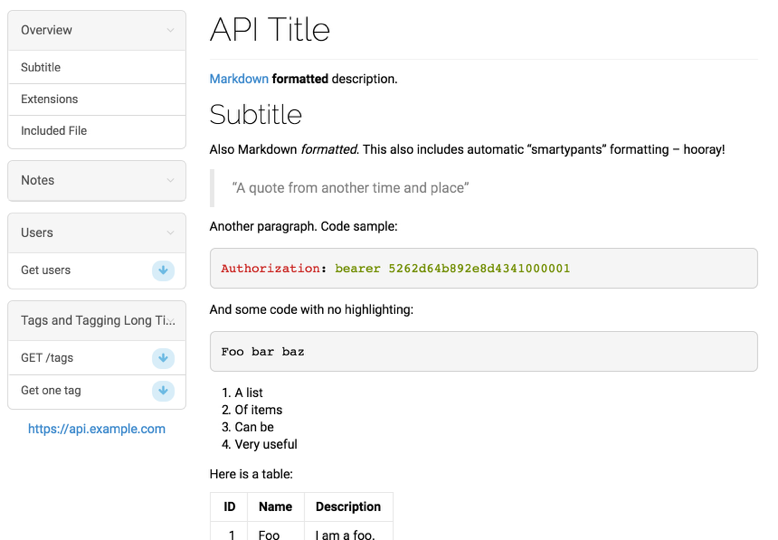 Overview
Subtitle
Extensions
Included File
Notes
Users
Get users
Tags and Tagging Long Ti...
GET /tags
Get one tag
https://api.example.com
API Title
Markdown formatted description.
Subtitle
Also Markdown formatted. This also includes automatic “smartypants” formatting – hooray!
“A quote from another time and place”
Another paragraph. Code sample:
Authorization: bearer 5262d64b892e8d4341000001
And some code with no highlighting:
Foo bar baz
1. A list
2. Of items
3. Can be
4. Very useful
Here is a table:
ID Name Description
1 Foo I am a foo.